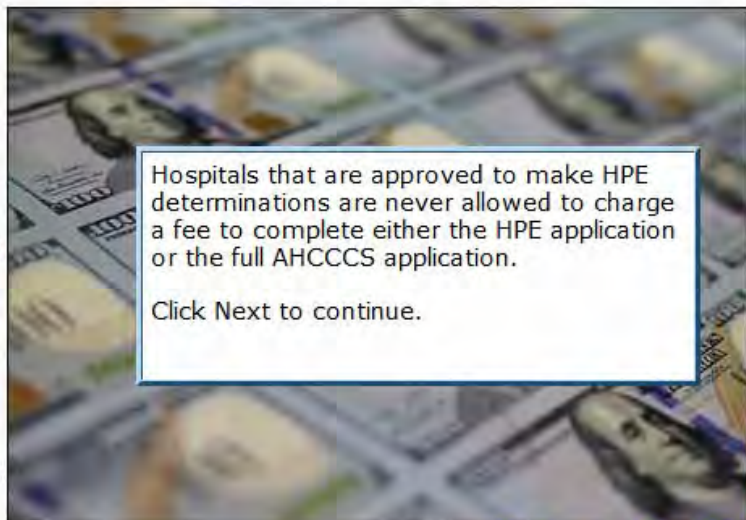 Hospitals that are approved to make HPE
determinations are never allowed to charge
a fee to complete either the HPE application
or the full AHCCCS application.
Click Next to continue.
100